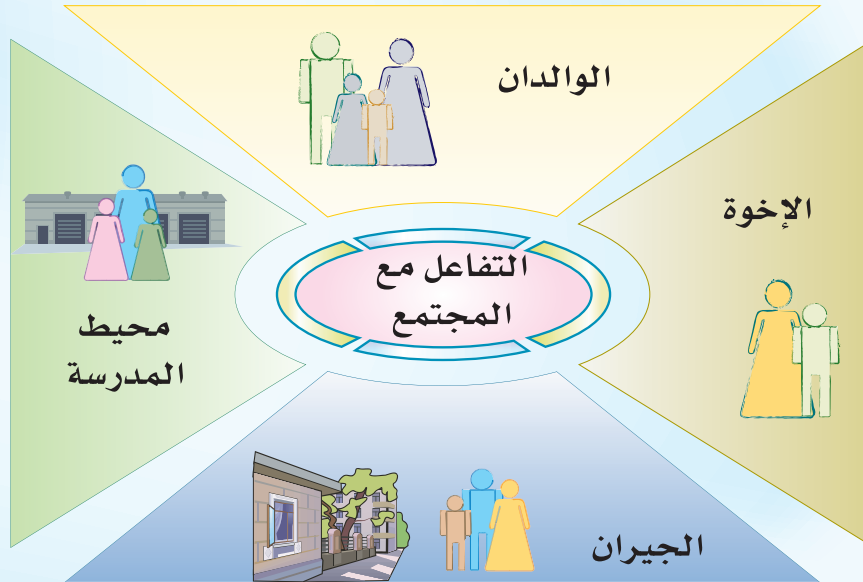 الوالدان
الإخوة
التفاعل مع
المجتمع
محيط
المدرسة
الجيران